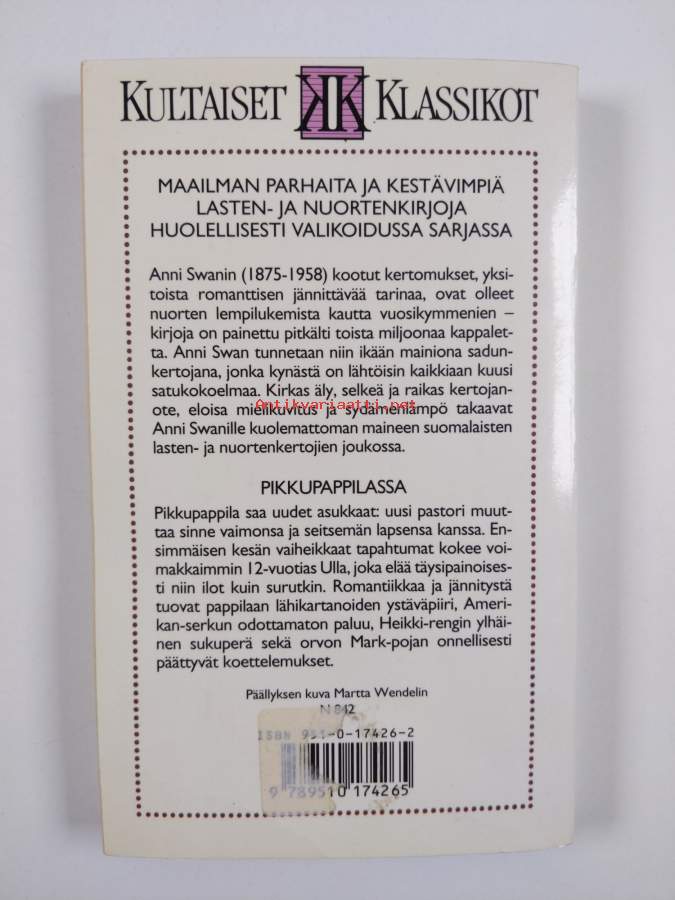 KULTAISET KK KLASSIKOT
MAAILMAN PARHAITA JA KESTÄVIMPIÄ
LASTEN- JA NUORTENKIRJOJA
HUOLELLISESTI VALIKOIDUSSA SARJASSA
Anni Swanin (1875-1958) kootut kertomukset, yksi-
toista romanttisen jännittävää tarinaa, ovat olleet
nuorten lempilukemista kautta vuosikymmenien –
kirjoja on painettu pitkälti toista miljoonaa kappalet-
ta. Anni Swan tunnetaan niin ikään mainiona sadun-
kertojana, jonka kynästä on lähtöisin kaikkiaan kuusi
satukokoelmaa. Kirkas äly, selkeä ja raikas kertojan-
Antikvariaatti.net
ote, eloisa mielikuvitus ja sydämenlämpö takaavat
Anni Swanille kuolemattoman maineen suomalaisten
lasten- ja nuortenkertojien joukossa.
PIKKUPAPPILASSA
Pikkupappila saa uudet asukkaat: uusi pastori muut-
taa sinne vaimonsa ja seitsemän lapsensa kanssa. En-
simmäisen kesän vaiheikkaat tapahtumat kokee voi-
makkaimmin 12-vuotias Ulla, joka elää täysipainoises-
ti niin ilot kuin surutkin. Romantiikkaa ja jännitystä
tuovat pappilaan lähikartanoiden ystäväpiiri, Ameri-
kan-serkun odottamaton paluu, Heikki-rengin ylhäi-
nen sukuperä sekä orvon Mark-pojan onnellisesti
päättyvät koettelemukset.
Päällyksen kuva Martta Wendelin
N 842
ISBN 951-0-17426-2
9 789510 174265